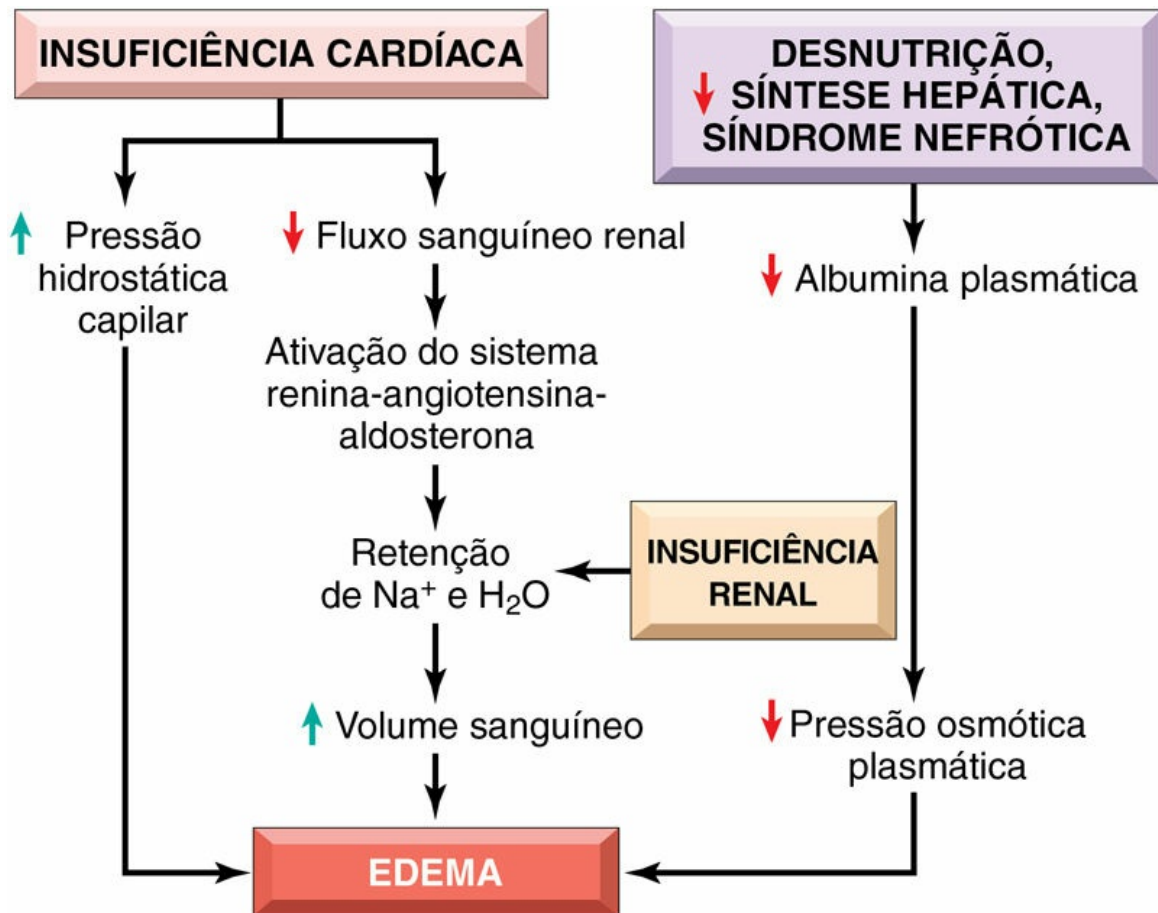 INSUFICIÊNCIA CARDÍACA
DESNUTRIÇÃO,
↓ SÍNTESE HEPÁTICA,
SÍNDROME NEFRÓTICA
↑ Pressão
hidrostática
capilar
↓ Fluxo sanguíneo renal
↓ Albumina plasmática
Ativação do sistema
renina-angiotensina-
aldosterona
Retenção
de Na⁺ e H₂O
INSUFICIÊNCIA
RENAL
↑ Volume sanguíneo
↓ Pressão osmótica
plasmática
EDEMA